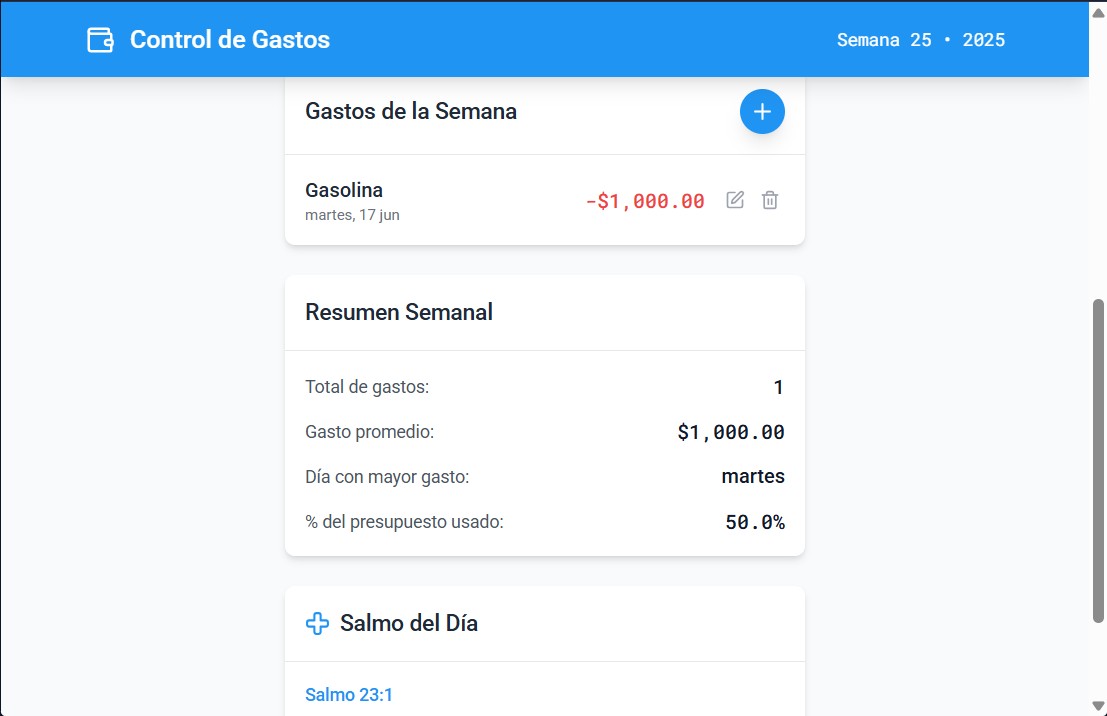 Control de Gastos
Semana 25 • 2025
Gastos de la Semana
Gasolina
martes, 17 jun
-$1,000.00
Resumen Semanal
Total de gastos: 1
Gasto promedio: $1,000.00
Día con mayor gasto: martes
% del presupuesto usado: 50.0%
Salmo del Día
Salmo 23:1